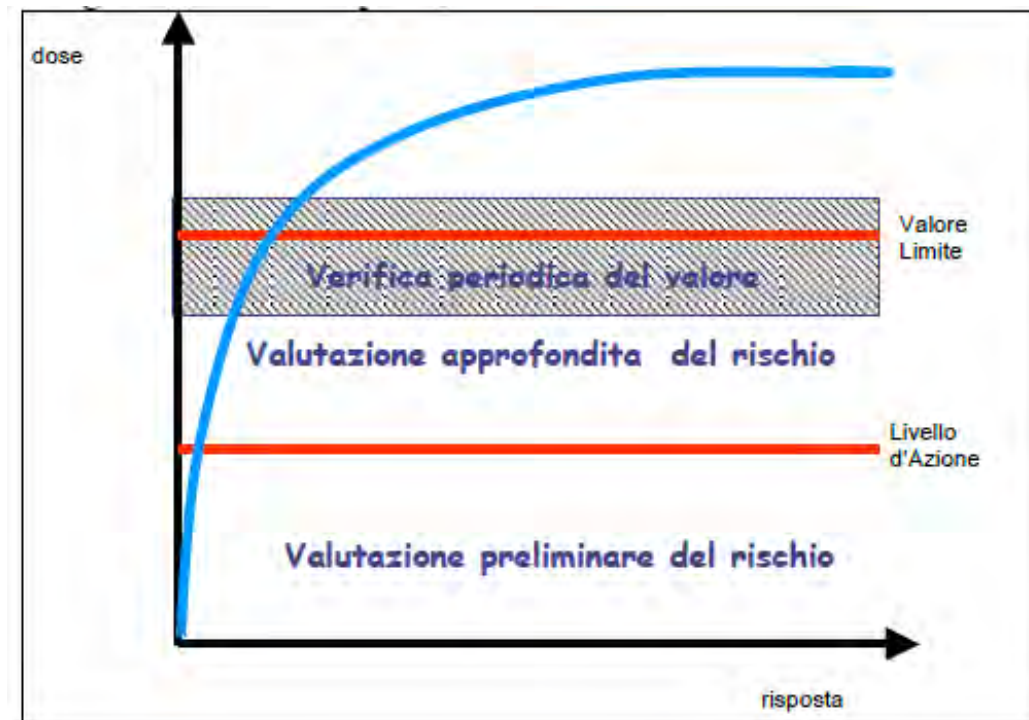 dose
Valore
Limite
Verifica periodica del valore
Valutazione approfondita del rischio
Livello
d'Azione
Valutazione preliminare del rischio
risposta